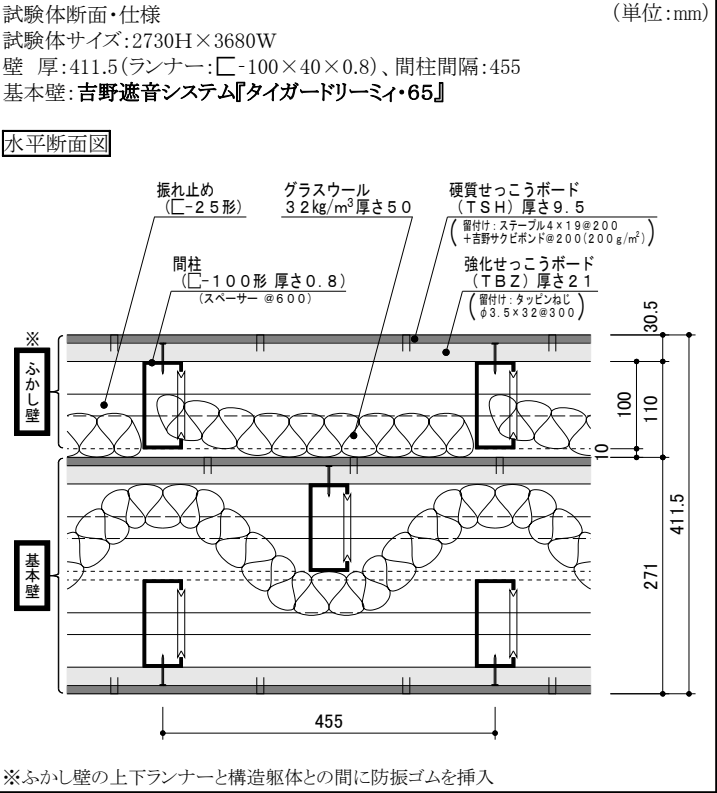 試験体断面・仕様
(単位:mm)
試験体サイズ:2730H×3680W
壁 厚:411.5(ランナー:匚-100×40×0.8)、間柱間隔:455
基本壁:吉野遮音システム『タイガードリーミィ・65』
水平断面図
振れ止め
(匚-25形)
グラスウール
32kg/m³厚さ50
硬質せっこうボード
(TSH)厚さ9.5
(留付け:ステープル4×19@200
+吉野サクビボンド@200(200g/m²))
間柱
(匚-100形 厚さ0.8)
(スペーサー @600)
強化せっこうボード
(TBZ)厚さ21
(留付け:タッピンねじ
φ3.5×32@300)
※
ふかし壁
基本壁
30.5
100
110
10
411.5
271
455
※ふかし壁の上下ランナーと構造躯体との間に防振ゴムを挿入